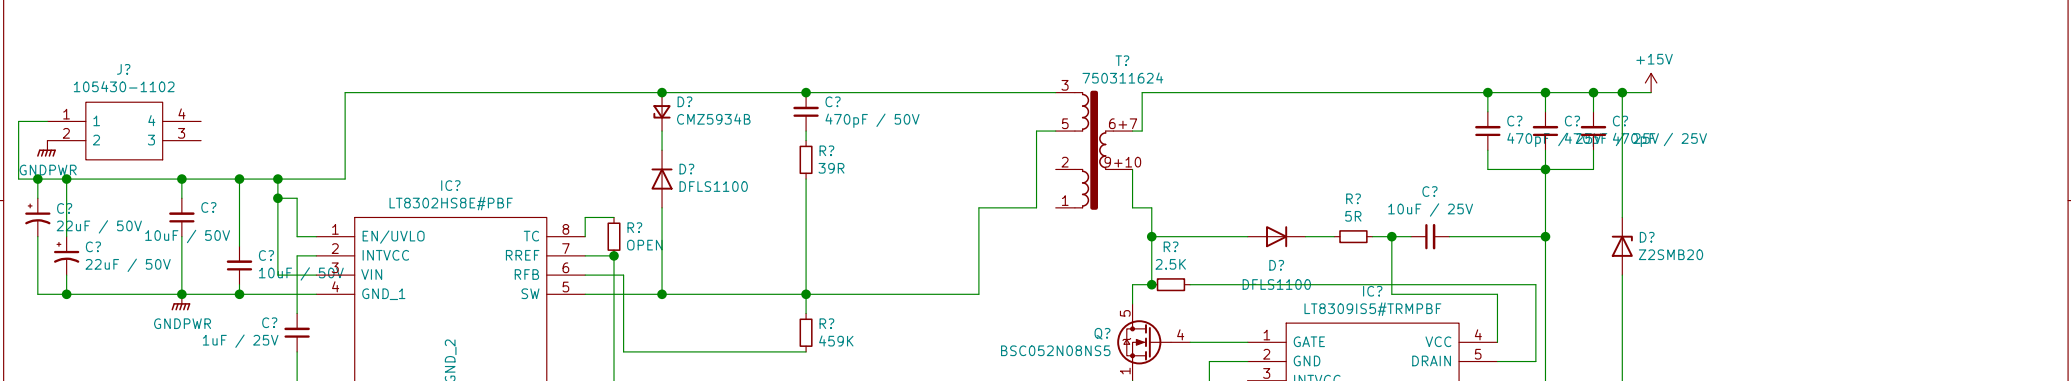 J?
105430-1102
1 1 4 4
2 2 3 3
GNDPWR
C?
22uF / 50V
C?
22uF / 50V
C?
10uF / 50V
C?
10uF / 50V
GNDPWR
C?
1uF / 25V
IC?
LT8302HS8E#PBF
1 EN/UVLO TC 8
2 INTVCC RREF 7
3 VIN RFB 6
4 GND_1 SW 5
GND_2
R?
OPEN
D?
CMZ5934B
D?
DFLS1100
C?
470pF / 50V
R?
39R
R?
459K
T?
750311624
3
5
2
1
6+7
9+10
+15V
C?
470pF / 25V
C?
470pF / 25V
C?
470pF / 25V
R?
5R
C?
10uF / 25V
R?
2.5K
D?
DFLS1100
D?
Z2SMB20
Q?
BSC052N08NS5
5
4
1
IC?
LT8309IS5#TRMPBF
1 GATE VCC 4
2 GND DRAIN 5
3 INTVCC